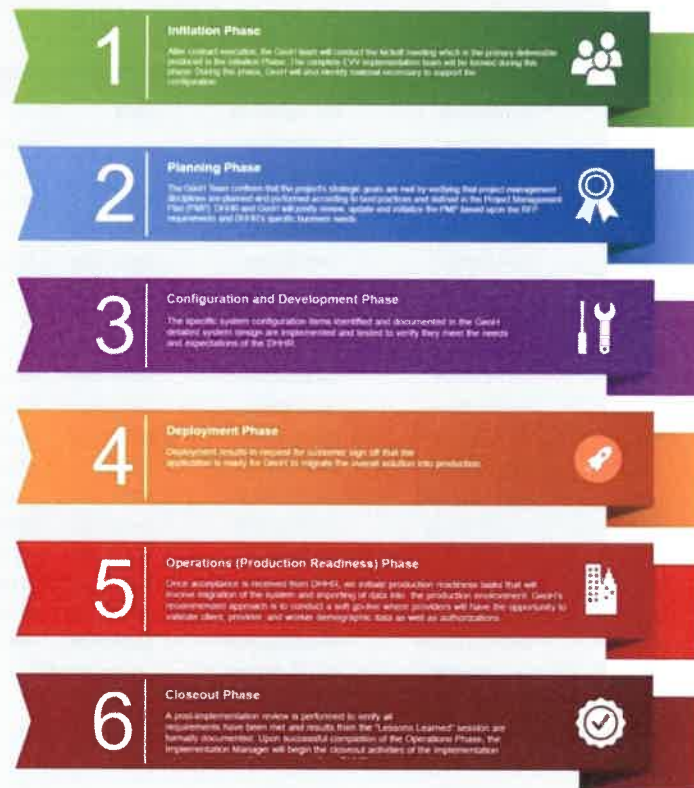 1
Initiation Phase
After contract execution, the GeoH team will conduct the kickoff meeting which is the primary deliverable
produced in the Initiation Phase. The complete EVV implementation team will be formed during this
phase. During this phase, GeoH will also identify material necessary to support the
configuration.
2
Planning Phase
The GeoH Team confirm that the project's strategic goals are met by verifying that project management
disciplines are planned and performed according to best practices and defined in the Project Management
Plan (PMP). DHHR and GeoH will jointly review, update and initialize the PMP based upon the RFP
requirements and DHHR's specific business needs.
3
Configuration and Development Phase
The specific system configuration items identified and documented in the GeoH
detailed system design are implemented and tested to verify they meet the needs
and expectations of the DHHR.
4
Deployment Phase
Deployment results in request for customer sign off that the
application is ready for GeoH to migrate the overall solution into production.
5
Operations (Production Readiness) Phase
Once acceptance is received from DHHR, we initiate production readiness tasks that will
involve migration of the system and importing of data into the production environment. GeoH's
recommended approach is to conduct a soft go-live where providers will have the opportunity to
validate client, provider, and worker demographic data as well as authorizations.
6
Closeout Phase
A post-implementation review is performed to verify all
requirements have been met and results from the "Lessons Learned" session are
formally documented. Upon successful completion of the Operations Phase, the
Implementation Manager will begin the closeout activities of the implementation